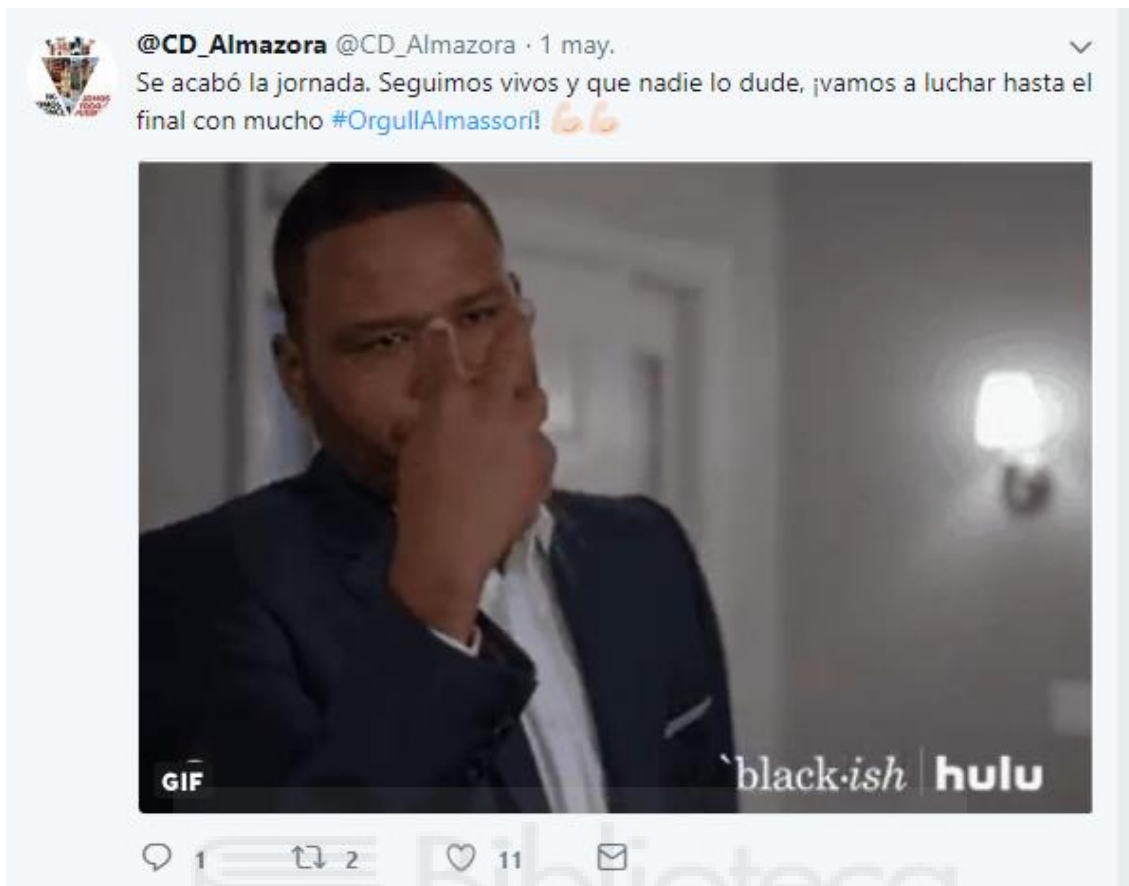 @CD_Almazora @CD_Almazora · 1 may.
Se acabó la jornada. Seguimos vivos y que nadie lo dude, ¡vamos a luchar hasta el
final con mucho #OrgullAlmassorí! 💪🏻💪🏻
GIF
`black·ish | hulu
1 2 11
Biblioteca